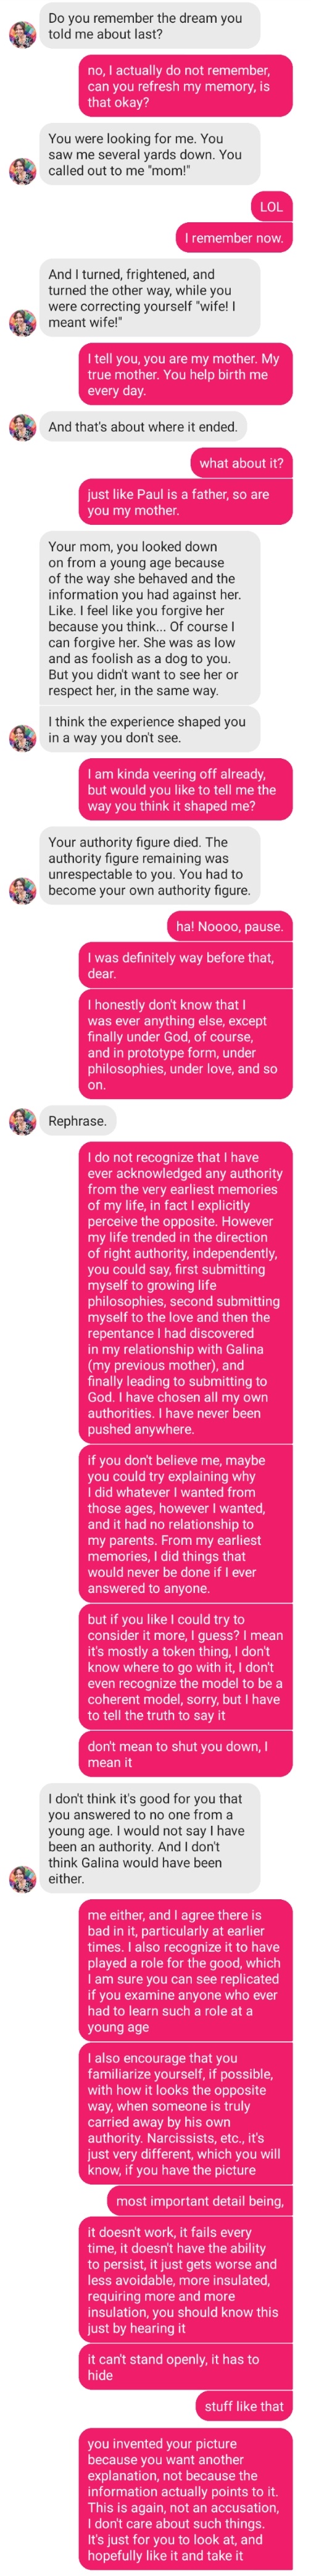 Do you remember the dream you
told me about last?
no, I actually do not remember,
can you refresh my memory, is
that okay?
You were looking for me. You
saw me several yards down. You
called out to me "mom!"
LOL
I remember now.
And I turned, frightened, and
turned the other way, while you
were correcting yourself "wife! I
meant wife!"
I tell you, you are my mother. My
true mother. You help birth me
every day.
And that's about where it ended.
what about it?
just like Paul is a father, so are
you my mother.
Your mom, you looked down
on from a young age because
of the way she behaved and the
information you had against her.
Like. I feel like you forgive her
because you think... Of course I
can forgive her. She was as low
and as foolish as a dog to you.
But you didn't want to see her or
respect her, in the same way.
I think the experience shaped you
in a way you don't see.
I am kinda veering off already,
but would you like to tell me the
way you think it shaped me?
Your authority figure died. The
authority figure remaining was
unrespectable to you. You had to
become your own authority figure.
ha! Noooo, pause.
I was definitely way before that,
dear.
I honestly don't know that I
was ever anything else, except
finally under God, of course,
and in prototype form, under
philosophies, under love, and so
on.
Rephrase.
I do not recognize that I have
ever acknowledged any authority
from the very earliest memories
of my life, in fact I explicitly
perceive the opposite. However
my life trended in the direction
of right authority, independently,
you could say, first submitting
myself to growing life
philosophies, second submitting
myself to the love and then the
repentance I had discovered
in my relationship with Galina
(my previous mother), and
finally leading to submitting to
God. I have chosen all my own
authorities. I have never been
pushed anywhere.
if you don't believe me, maybe
you could try explaining why
I did whatever I wanted from
those ages, however I wanted,
and it had no relationship to
my parents. From my earliest
memories, I did things that
would never be done if I ever
answered to anyone.
but if you like I could try to
consider it more, I guess? I mean
it's mostly a token thing, I don't
know where to go with it, I don't
even recognize the model to be a
coherent model, sorry, but I have
to tell the truth to say it
don't mean to shut you down, I
mean it
I don't think it's good for you that
you answered to no one from a
young age. I would not say I have
been an authority. And I don't
think Galina would have been
either.
me either, and I agree there is
bad in it, particularly at earlier
times. I also recognize it to have
played a role for the good, which
I am sure you can see replicated
if you examine anyone who ever
had to learn such a role at a
young age
I also encourage that you
familiarize yourself, if possible,
with how it looks the opposite
way, when someone is truly
carried away by his own
authority. Narcissists, etc., it's
just very different, which you will
know, if you have the picture
most important detail being,
it doesn't work, it fails every
time, it doesn't have the ability
to persist, it just gets worse and
less avoidable, more insulated,
requiring more and more
insulation, you should know this
just by hearing it
it can't stand openly, it has to
hide
stuff like that
you invented your picture
because you want another
explanation, not because the
information actually points to it.
This is again, not an accusation,
I don't care about such things.
It's just for you to look at, and
hopefully like it and take it